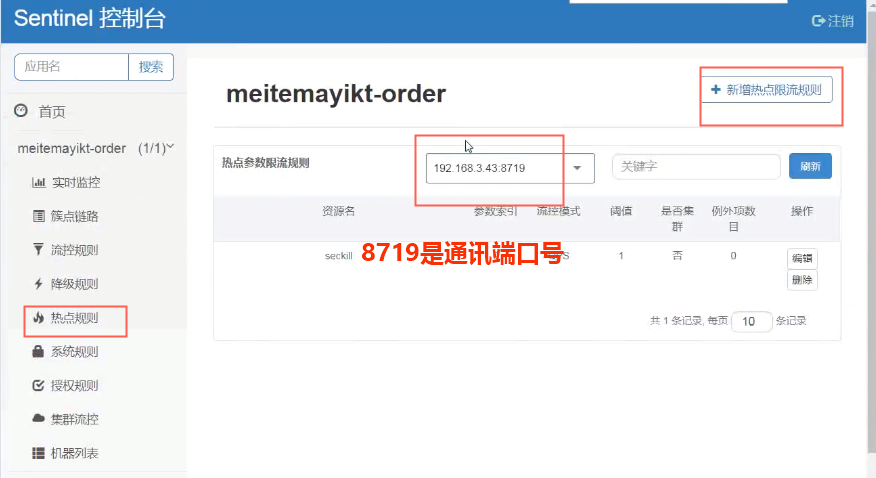 Sentinel 控制台
注销
应用名 搜索
首页
meitemayikt-order (1/1)
实时监控
簇点链路
流控规则
降级规则
热点规则
系统规则
授权规则
集群流控
机器列表
meitemayikt-order
新增热点限流规则
热点参数限流规则 192.168.3.43:8719 关键字 刷新
资源名 参数索引 流控模式 阈值 是否集群 例外项数目 操作
seckill 1 否 0 编辑
8719是通讯端口号
删除
共 1 条记录, 每页 10 条记录